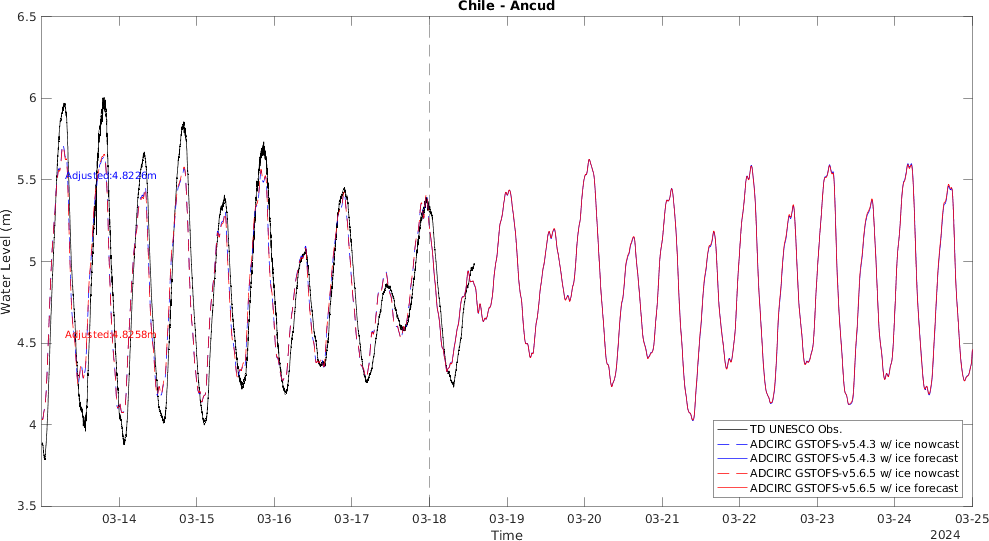 Chile - Ancud
6.5
6
5.5
5
4.5
4
3.5
Water Level (m)
Adjusted:4.8226m
Adjusted:4.8258m
TD UNESCO Obs.
ADCIRC GSTOFS-v5.4.3 w/ ice nowcast
ADCIRC GSTOFS-v5.4.3 w/ ice forecast
ADCIRC GSTOFS-v5.6.5 w/ ice nowcast
ADCIRC GSTOFS-v5.6.5 w/ ice forecast
03-14 03-15 03-16 03-17 03-18 03-19 03-20 03-21 03-22 03-23 03-24 03-25
Time
2024